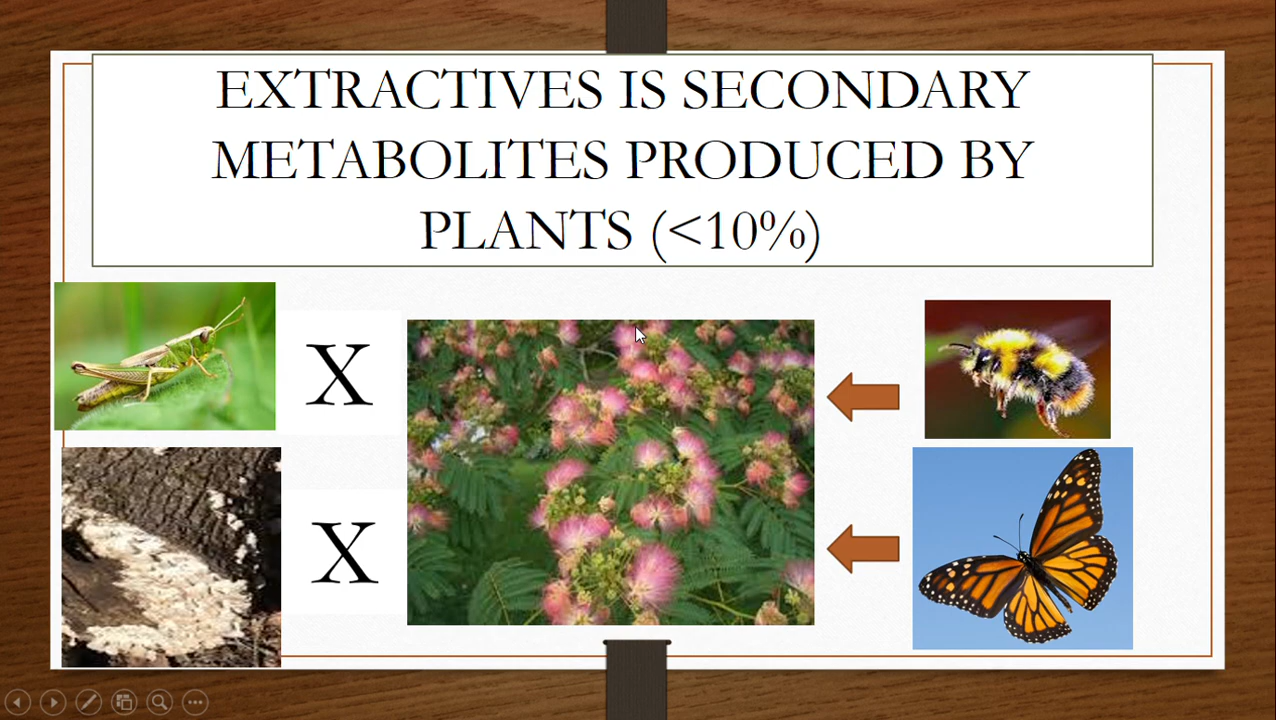 EXTRACTIVES IS SECONDARY
METABOLITES PRODUCED BY
PLANTS (<10%)
X
X